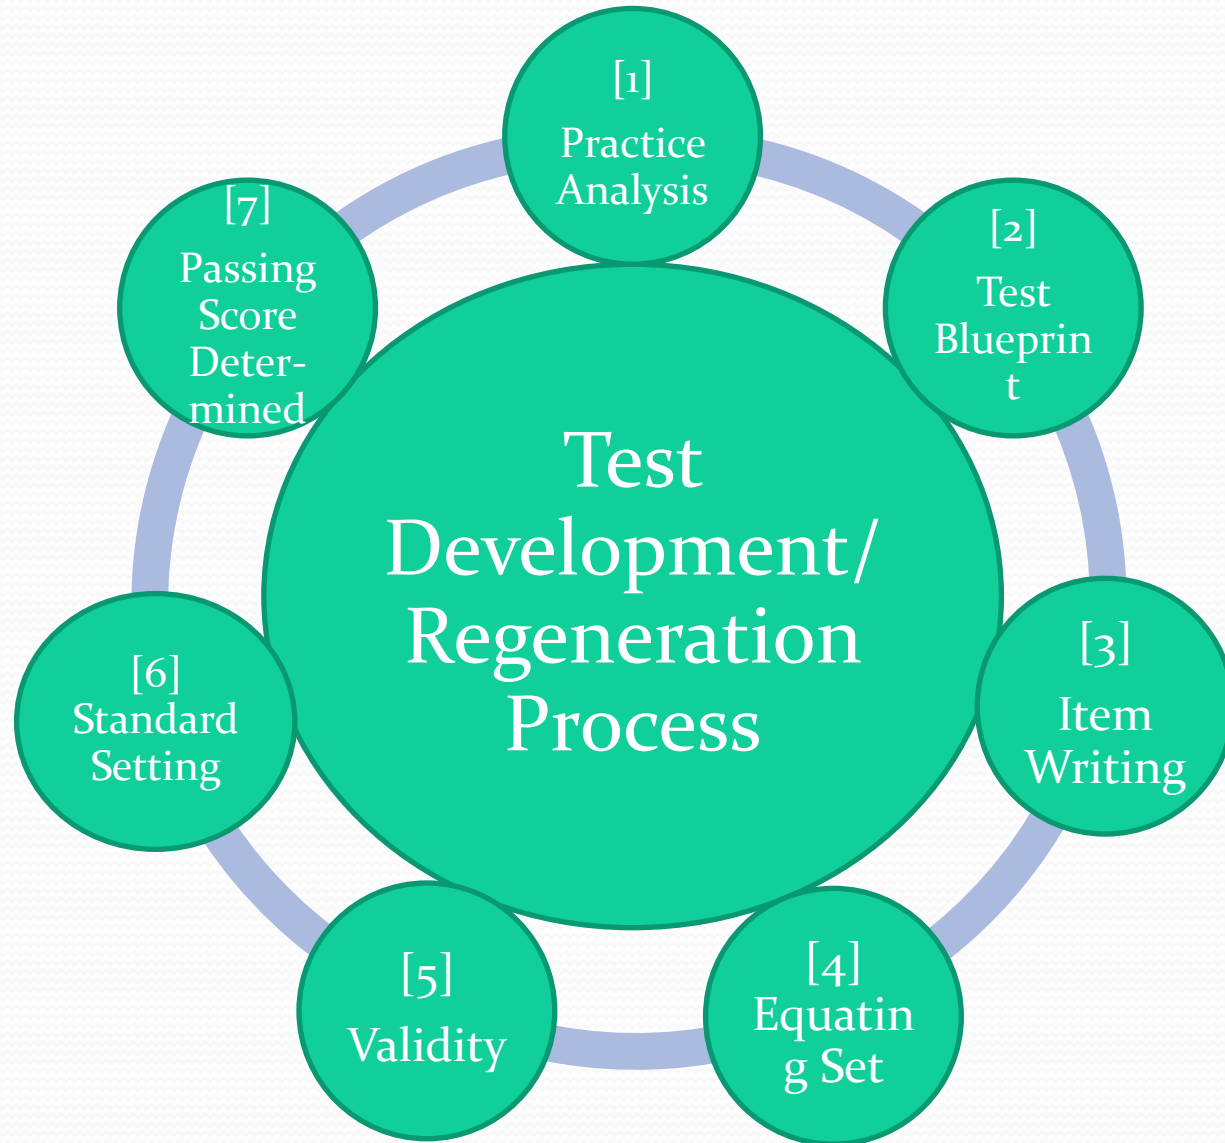 [1]
Practice
Analysis
[2]
Test
Blueprin
t
[3]
Item
Writing
[4]
Equatin
g Set
[5]
Validity
[6]
Standard
Setting
[7]
Passing
Score
Deter-
mined
Test
Development/
Regeneration
Process